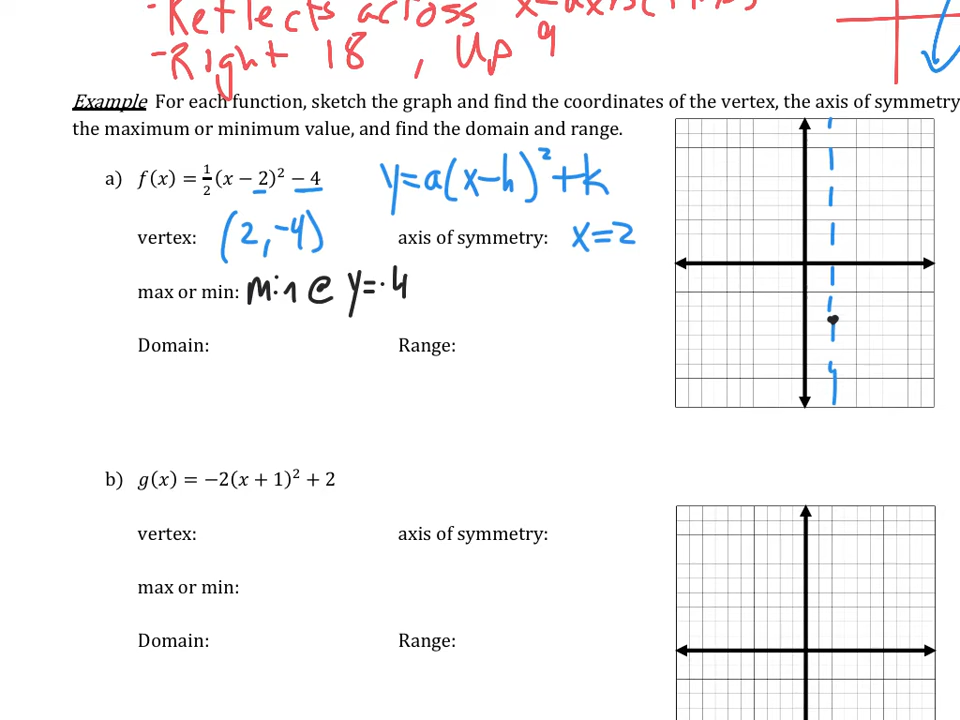 - Reflects across x-axis
- Right 18, Up 9
Example For each function, sketch the graph and find the coordinates of the vertex, the axis of symmetry
the maximum or minimum value, and find the domain and range.
a) f(x) = 1/2(x − 2)² − 4 y=a(x-h)²+k
vertex: (2,-4) axis of symmetry: x=2
max or min: min @ y=-4
Domain: Range:
b) g(x) = −2(x + 1)² + 2
vertex: axis of symmetry:
max or min:
Domain: Range: